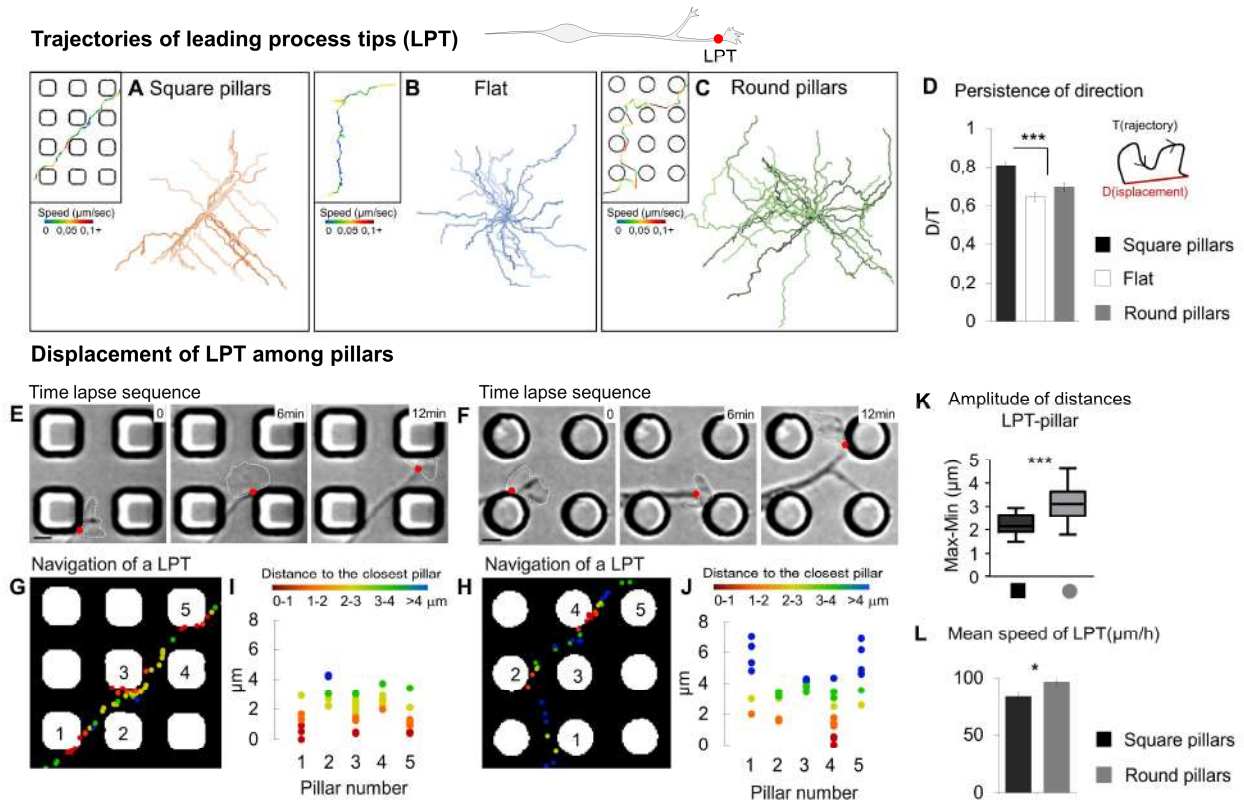 Trajectories of leading process tips (LPT)
LPT
A Square pillars
Speed (µm/sec)
0 0,05 0,1+
B Flat
Speed (µm/sec)
0 0,05 0,1+
C Round pillars
Speed (µm/sec)
0 0,05 0,1+
D Persistence of direction
1
0,8
0,6
0,4
0,2
0
D/T
***
T(rajectory)
D(isplacement)
Square pillars
Flat
Round pillars
Displacement of LPT among pillars
Time lapse sequence
E
0
6min
12min
Time lapse sequence
F
0
6min
12min
Navigation of a LPT
G
1
2
3
4
5
I
Distance to the closest pillar
0-1 1-2 2-3 3-4 >4 µm
8
6
4
2
0
µm
1 2 3 4 5
Pillar number
Navigation of a LPT
H
4
5
2
3
1
J
Distance to the closest pillar
0-1 1-2 2-3 3-4 >4 µm
8
6
4
2
0
µm
1 2 3 4 5
Pillar number
K Amplitude of distances
LPT-pillar
***
5
4
3
2
1
0
Max-Min (µm)
L Mean speed of LPT(µm/h)
*
100
50
0
Square pillars
Round pillars